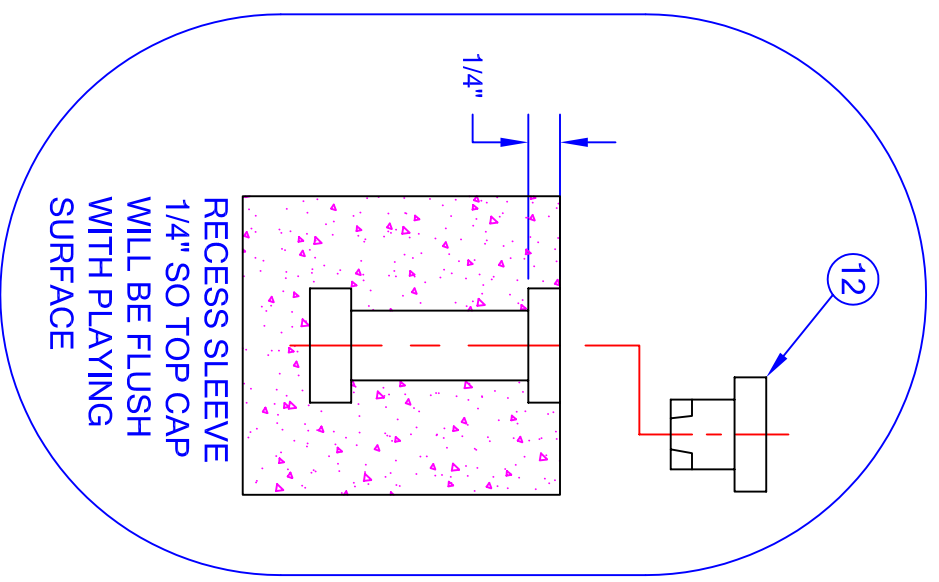 12
1/4"
RECESS SLEEVE
1/4" SO TOP CAP
WILL BE FLUSH
WITH PLAYING
SURFACE